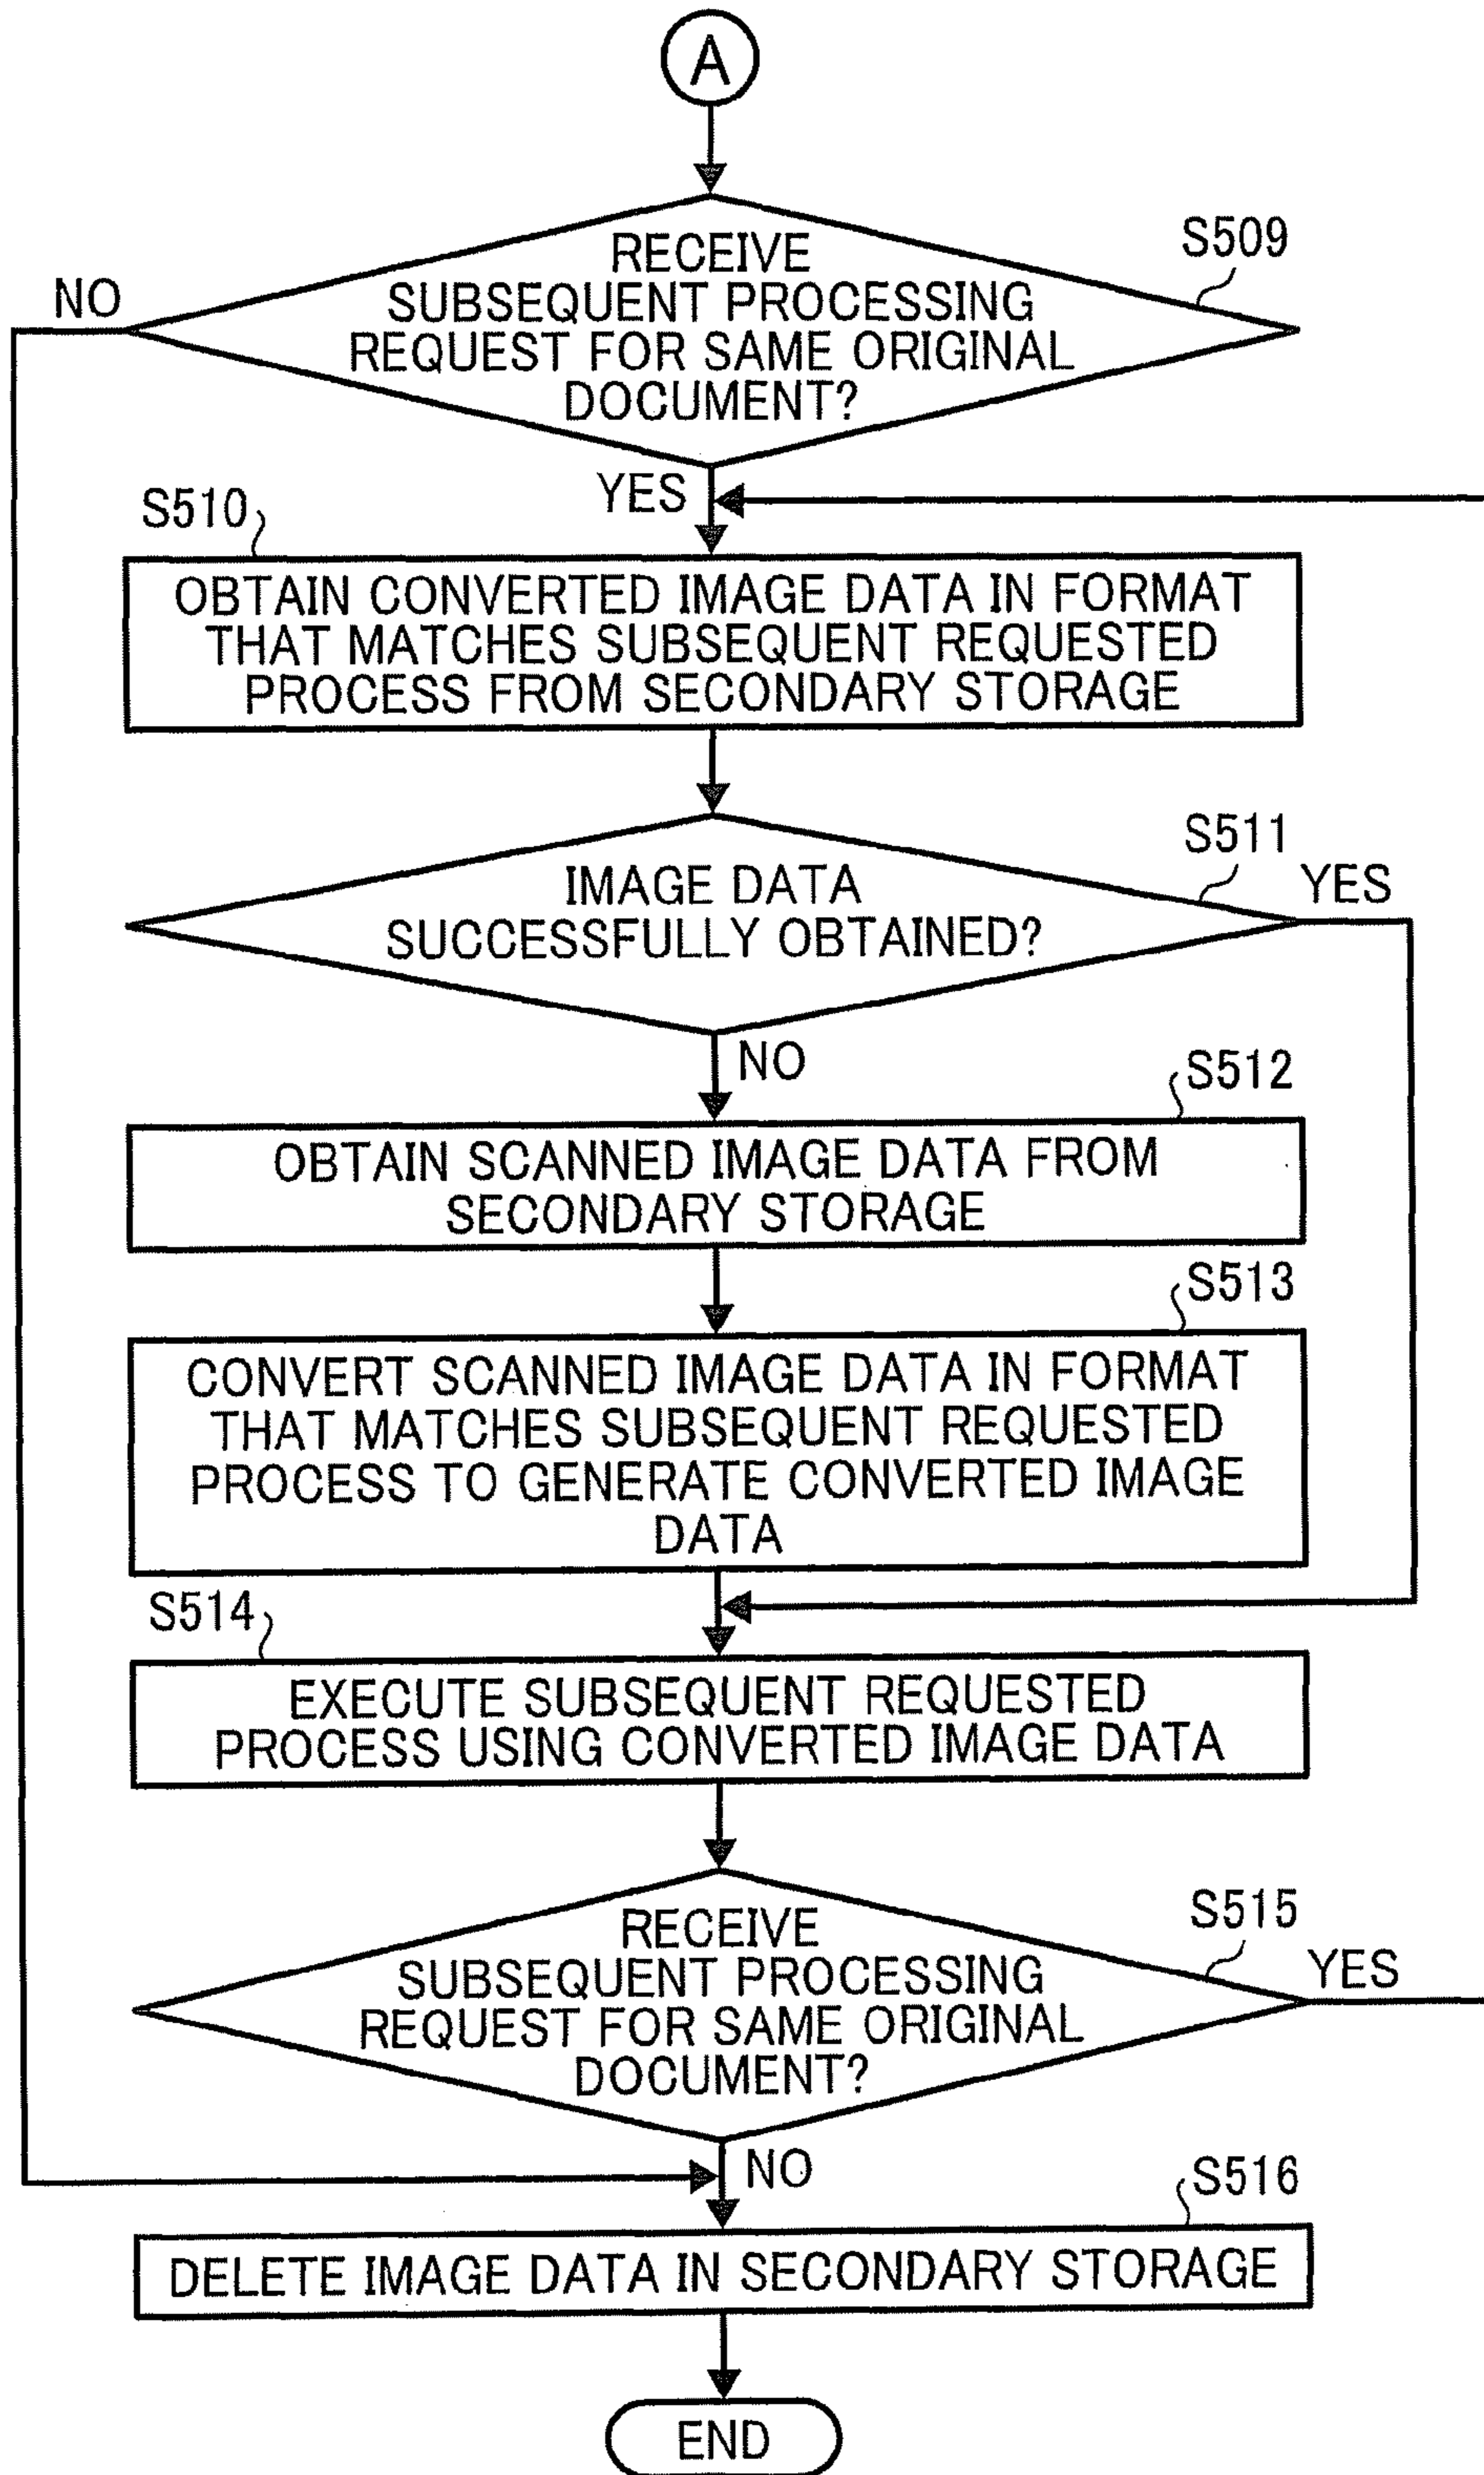 A
S509
RECEIVE
SUBSEQUENT PROCESSING
REQUEST FOR SAME ORIGINAL
DOCUMENT?
NO
YES
S510
OBTAIN CONVERTED IMAGE DATA IN FORMAT
THAT MATCHES SUBSEQUENT REQUESTED
PROCESS FROM SECONDARY STORAGE
S511
IMAGE DATA
SUCCESSFULLY OBTAINED?
YES
NO
S512
OBTAIN SCANNED IMAGE DATA FROM
SECONDARY STORAGE
S513
CONVERT SCANNED IMAGE DATA IN FORMAT
THAT MATCHES SUBSEQUENT REQUESTED
PROCESS TO GENERATE CONVERTED IMAGE
DATA
S514
EXECUTE SUBSEQUENT REQUESTED
PROCESS USING CONVERTED IMAGE DATA
S515
RECEIVE
SUBSEQUENT PROCESSING
REQUEST FOR SAME ORIGINAL
DOCUMENT?
YES
NO
S516
DELETE IMAGE DATA IN SECONDARY STORAGE
END